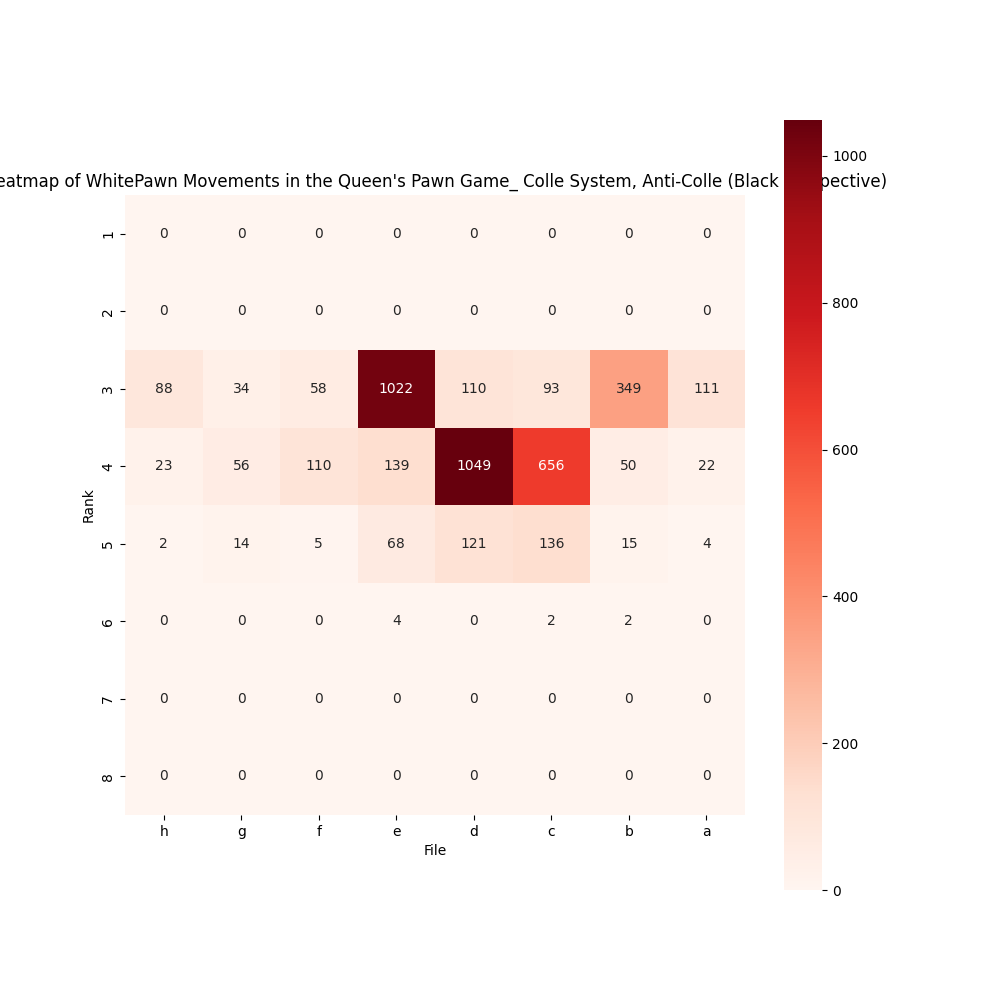 eatmap of WhitePawn Movements in the Queen's Pawn Game_ Colle System, Anti-Colle (Black pective)
1000
800
600
400
200
0
Rank
1 0 0 0 0 0 0 0 0
2 0 0 0 0 0 0 0 0
3 88 34 58 1022 110 93 349 111
4 23 56 110 139 1049 656 50 22
5 2 14 5 68 121 136 15 4
6 0 0 0 4 0 2 2 0
7 0 0 0 0 0 0 0 0
8 0 0 0 0 0 0 0 0
h g f e d c b a
File